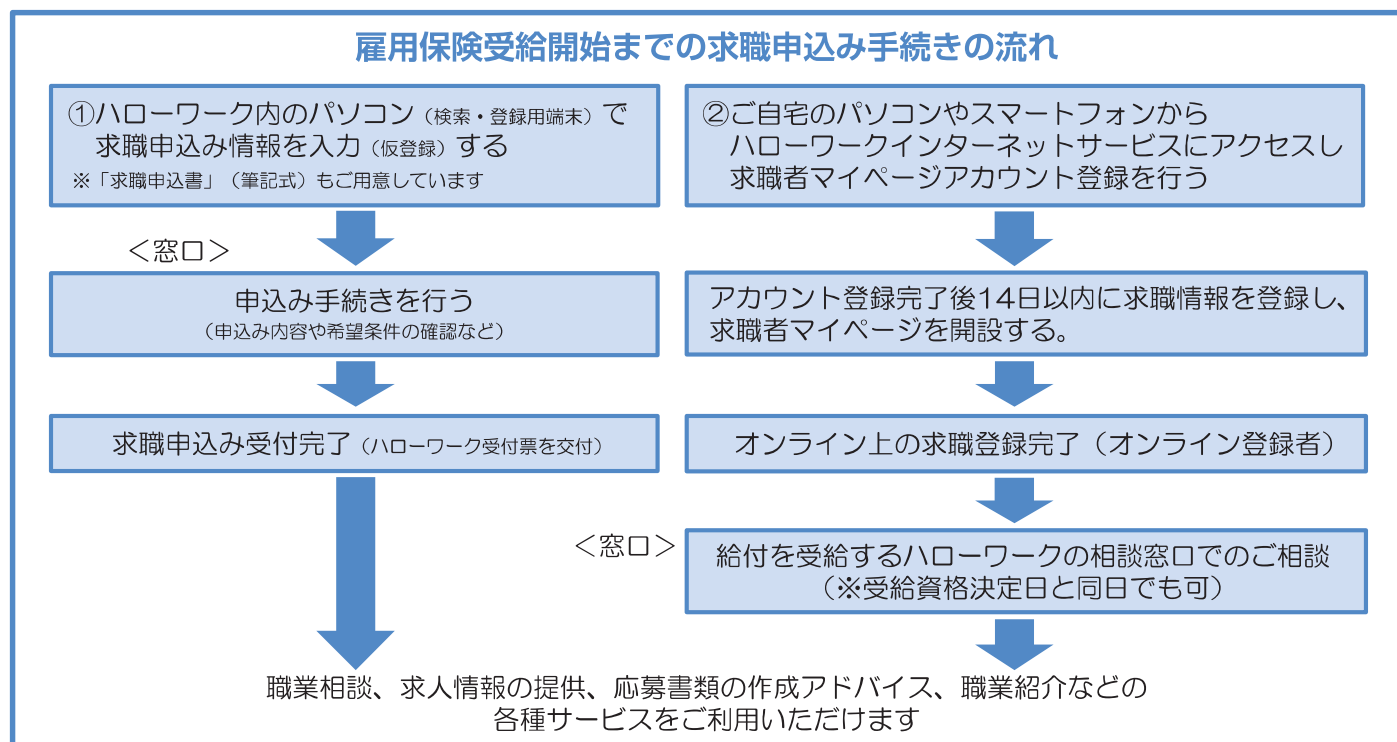 雇用保険受給開始までの求職申込み手続きの流れ
①ハローワーク内のパソコン(検索・登録用端末)で
求職申込み情報を入力(仮登録)する
※「求職申込書」(筆記式)もご用意しています
<窓口>
申込み手続きを行う
(申込み内容や希望条件の確認など)
求職申込み受付完了(ハローワーク受付票を交付)
②ご自宅のパソコンやスマートフォンから
ハローワークインターネットサービスにアクセスし
求職者マイページアカウント登録を行う
アカウント登録完了後14日以内に求職情報を登録し、
求職者マイページを開設する。
オンライン上の求職登録完了(オンライン登録者)
<窓口>
給付を受給するハローワークの相談窓口でのご相談
(※受給資格決定日と同日でも可)
職業相談、求人情報の提供、応募書類の作成アドバイス、職業紹介などの
各種サービスをご利用いただけます